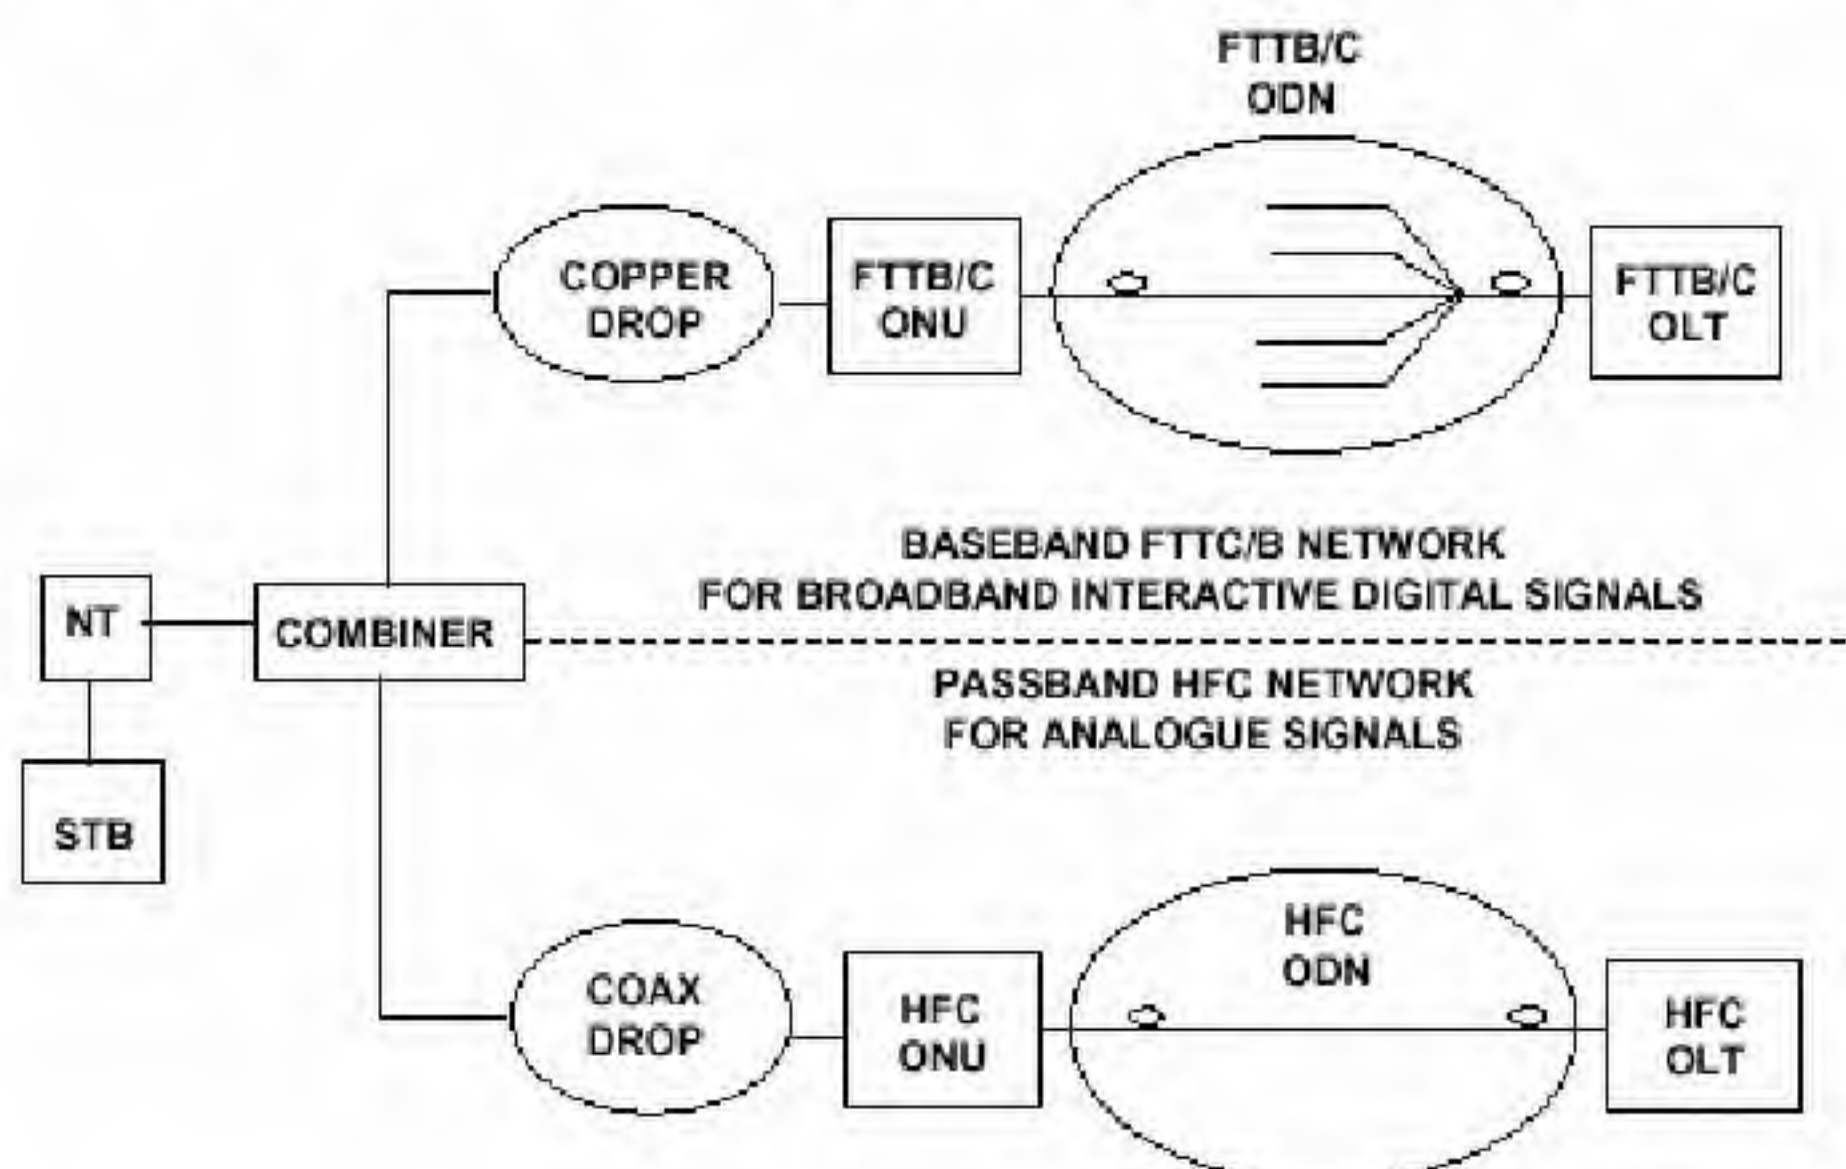 FTTB/C
ODN
COPPER
DROP
FTTB/C
ONU
FTTB/C
OLT
BASEBAND FTTC/B NETWORK
FOR BROADBAND INTERACTIVE DIGITAL SIGNALS
NT
COMBINER
PASSBAND HFC NETWORK
FOR ANALOGUE SIGNALS
STB
COAX
DROP
HFC
ONU
HFC
ODN
HFC
OLT